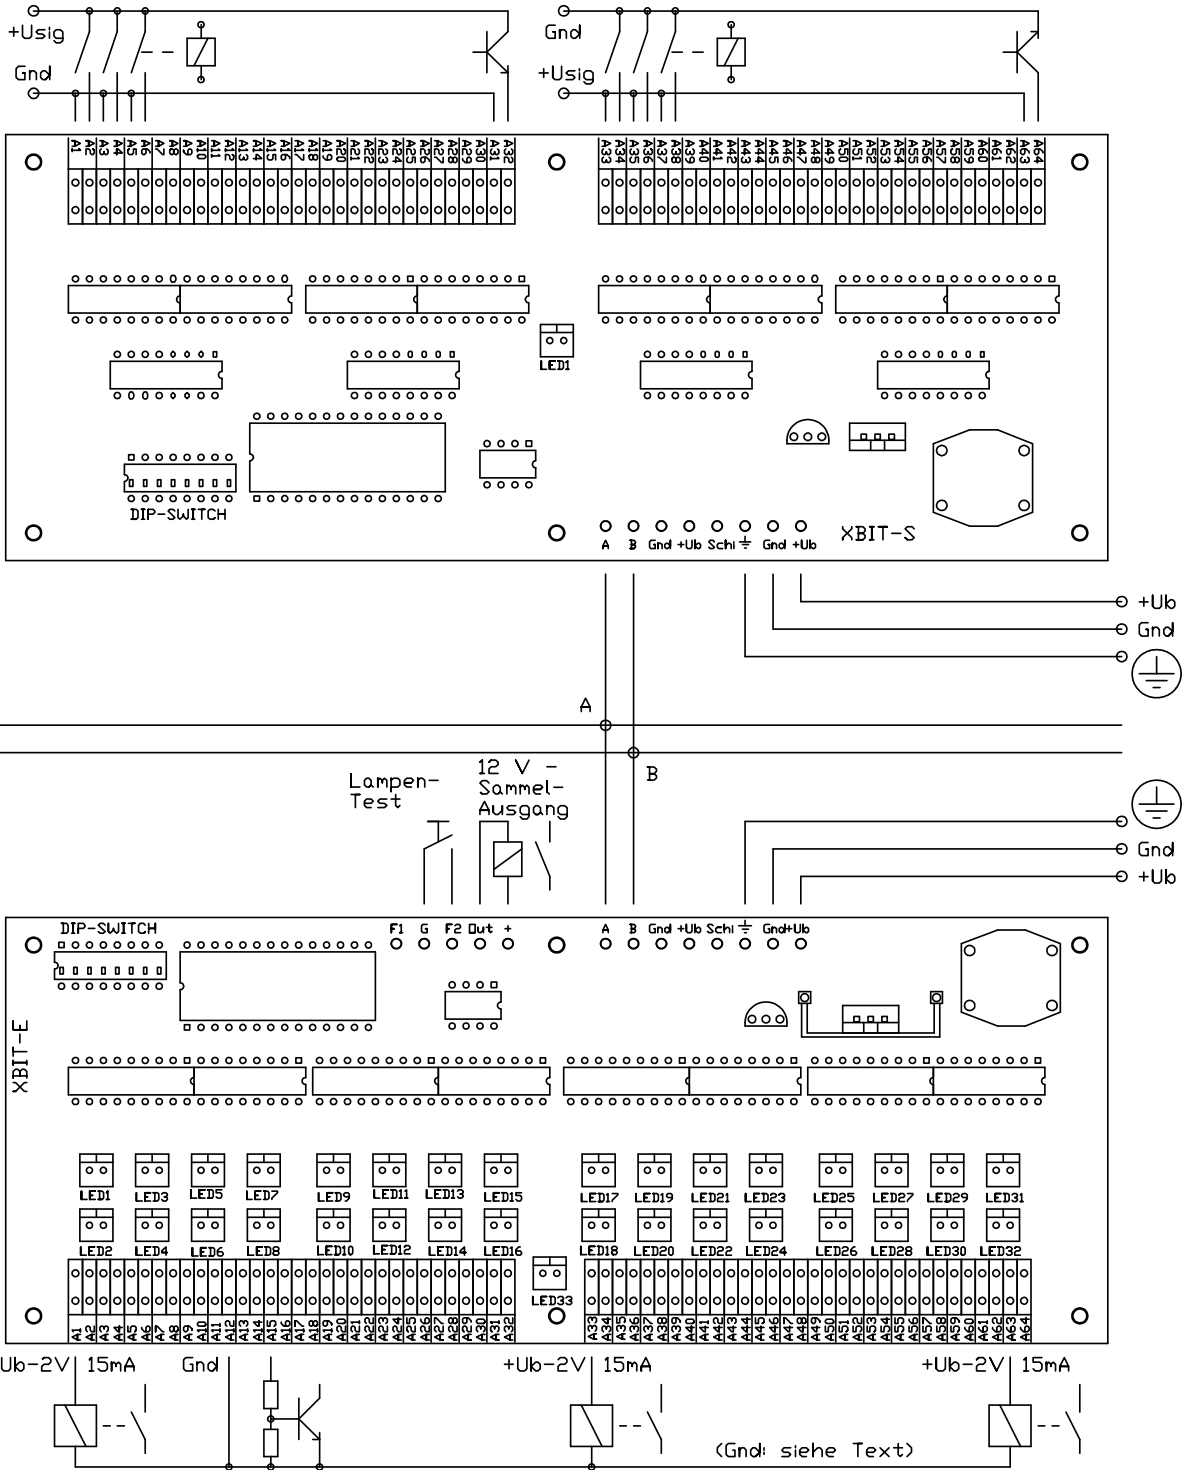 +Usig
Gnd
Gnd
+Usig
A1 A2 A3 A4 A5 A6 A7 A8 A9 A10 A11 A12 A13 A14 A15 A16 A17 A18 A19 A20 A21 A22 A23 A24 A25 A26 A27 A28 A29 A30 A31 A32
A33 A34 A35 A36 A37 A38 A39 A40 A41 A42 A43 A44 A45 A46 A47 A48 A49 A50 A51 A52 A53 A54 A55 A56 A57 A58 A59 A60 A61 A62 A63 A64
LED1
DIP-SWITCH
XBIT-S
A B Gnd +Ub Schi Gnd +Ub
+Ub
Gnd
A
B
Lampen-
Test
12 V -
Sammel-
Ausgang
Gnd
+Ub
DIP-SWITCH
F1 G F2 Out +
A B Gnd +Ub Schi Gnd+Ub
XBIT-E
LED1 LED3 LED5 LED7 LED9 LED11 LED13 LED15 LED17 LED19 LED21 LED23 LED25 LED27 LED29 LED31
LED2 LED4 LED6 LED8 LED10 LED12 LED14 LED16 LED18 LED20 LED22 LED24 LED26 LED28 LED30 LED32
LED33
A1 A2 A3 A4 A5 A6 A7 A8 A9 A10 A11 A12 A13 A14 A15 A16 A17 A18 A19 A20 A21 A22 A23 A24 A25 A26 A27 A28 A29 A30 A31 A32
A33 A34 A35 A36 A37 A38 A39 A40 A41 A42 A43 A44 A45 A46 A47 A48 A49 A50 A51 A52 A53 A54 A55 A56 A57 A58 A59 A60 A61 A62 A63 A64
Ub-2V 15mA
Gnd
+Ub-2V 15mA
+Ub-2V 15mA
(Gnd: siehe Text)